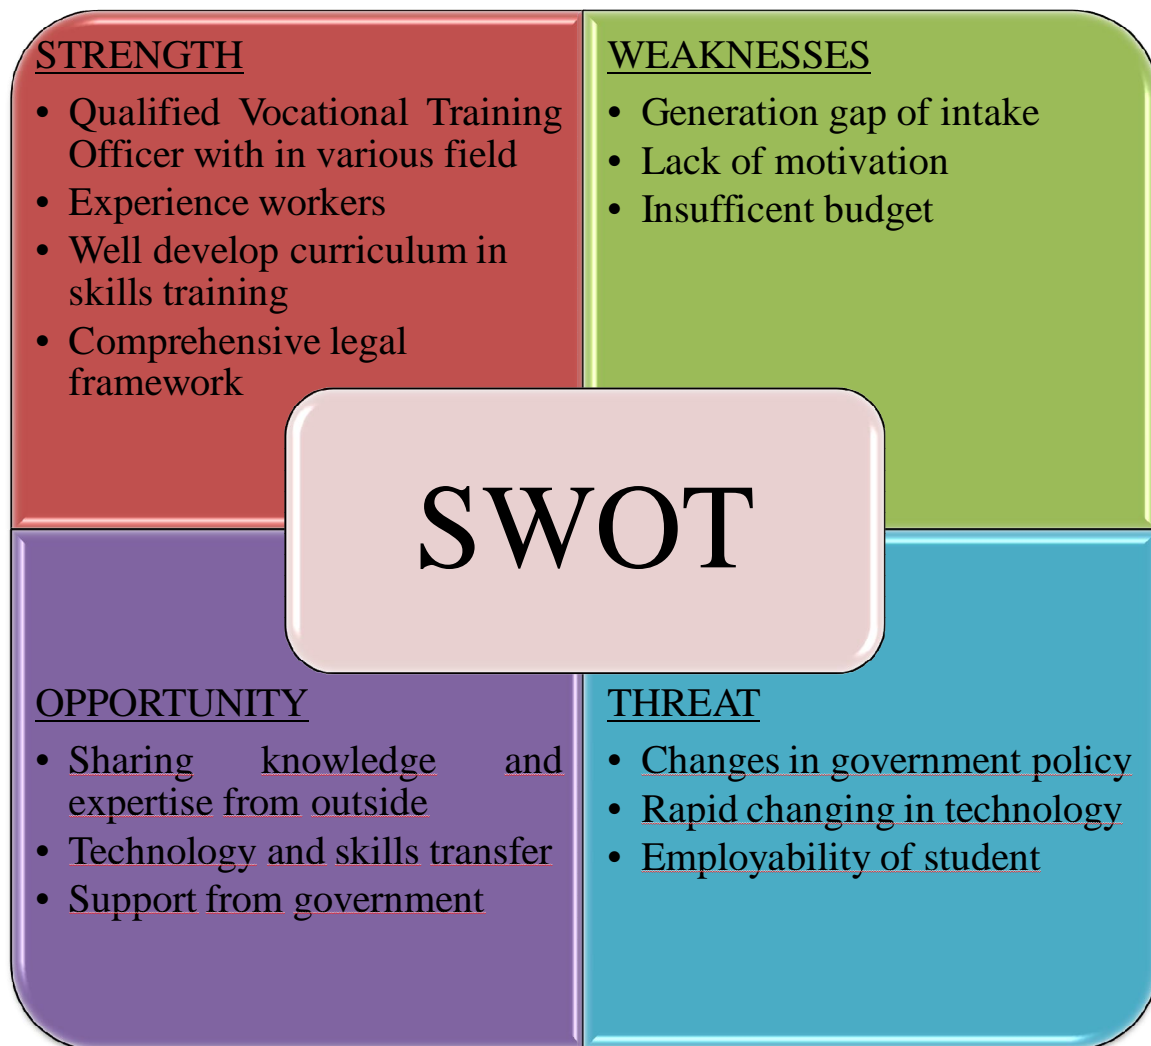 STRENGTH
• Qualified Vocational Training
Officer with in various field
• Experience workers
• Well develop curriculum in
skills training
• Comprehensive legal
framework
WEAKNESSES
• Generation gap of intake
• Lack of motivation
• Insufficent budget
SWOT
OPPORTUNITY
• Sharing knowledge and
expertise from outside
• Technology and skills transfer
• Support from government
THREAT
• Changes in government policy
• Rapid changing in technology
• Employability of student